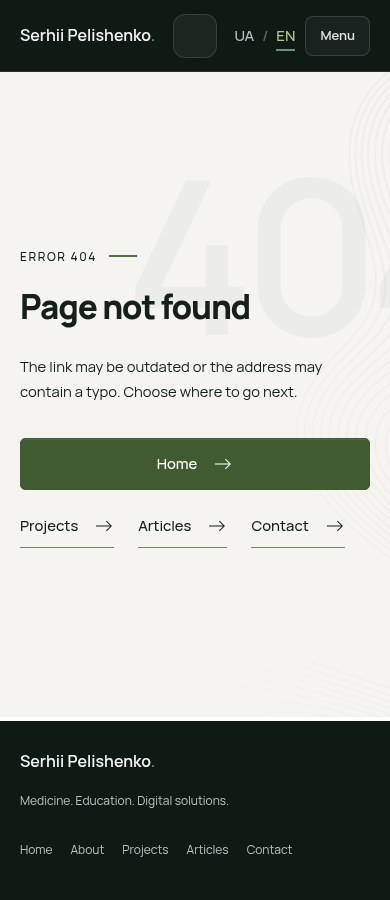 Serhii Pelishenko.
UA / EN
Menu
40
ERROR 404
Page not found
The link may be outdated or the address may
contain a typo. Choose where to go next.
Home
Projects Articles Contact
Serhii Pelishenko.
Medicine. Education. Digital solutions.
Home About Projects Articles Contact